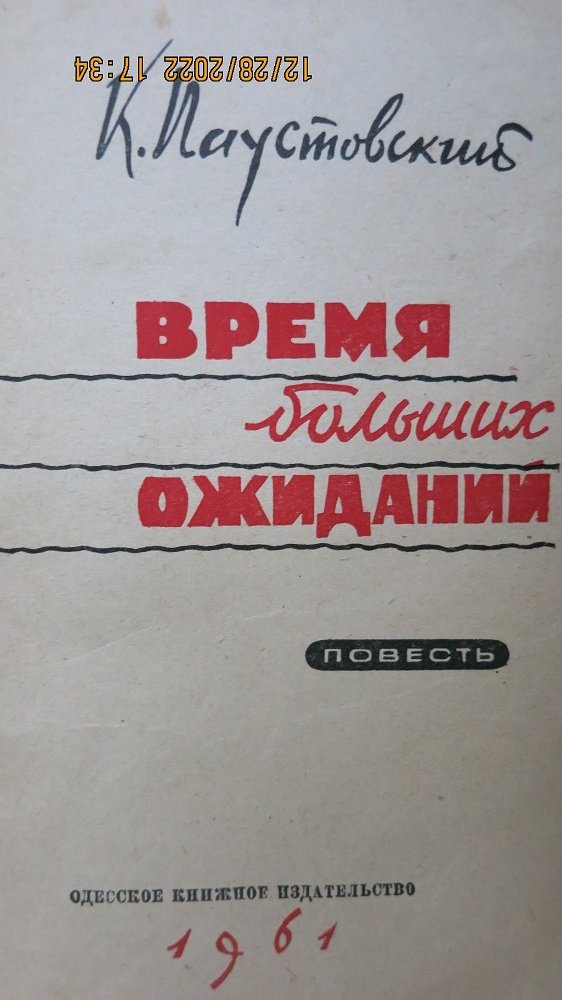 12/28/2022 17:34
К. Паустовский
ВРЕМЯ
больших
ОЖИДАНИЙ
ПОВЕСТЬ
ОДЕССКОЕ КНИЖНОЕ ИЗДАТЕЛЬСТВО
1961